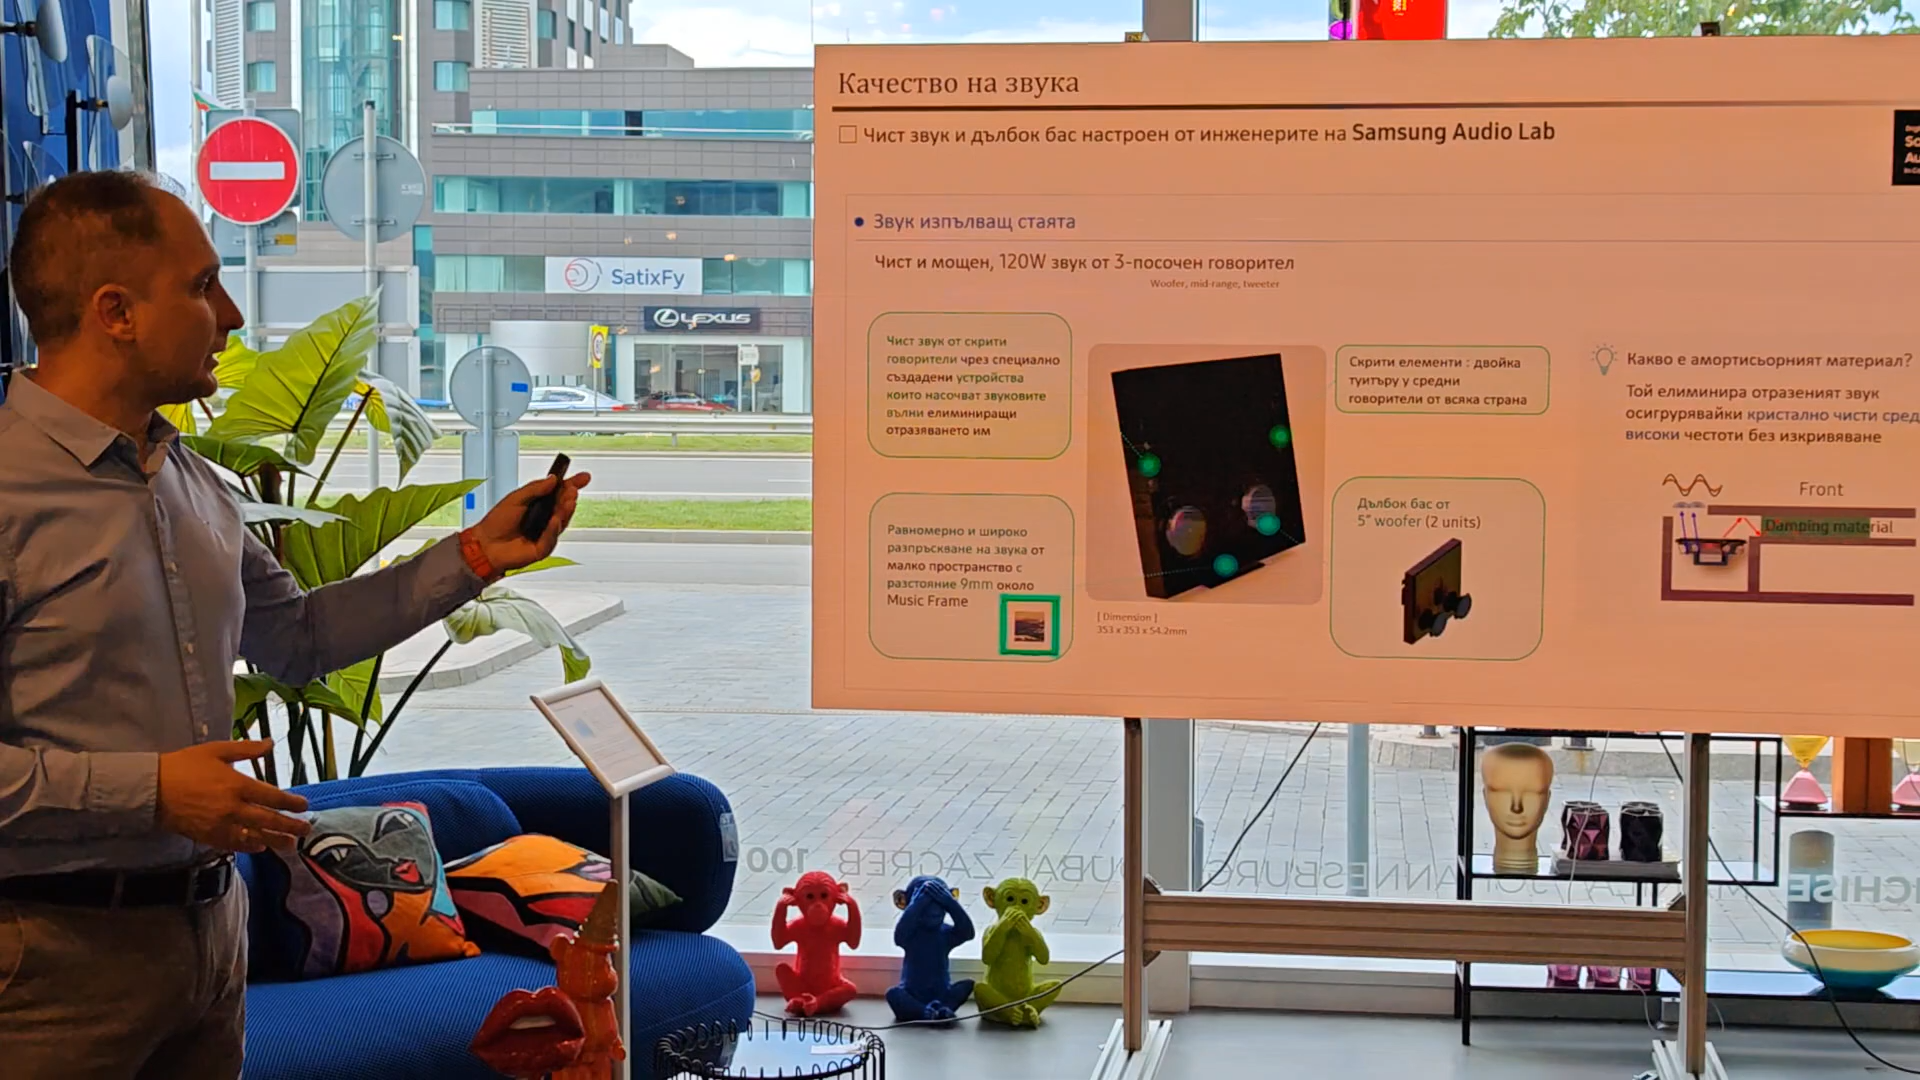 Качество на звука
Чист звук и дълбок бас настроен от инженерите на Samsung Audio Lab
Звук изпълващ стаята
Чист и мощен, 120W звук от 3-посочен говорител
Woofer, mid-range, tweeter
Чист звук от скрити
говорители чрез специално
създадени устройства
които насочват звуковите
вълни елиминиращи
отразяването им
Равномерно и широко
разпръскване на звука от
малко пространство с
разстояние 9mm около
Music Frame
[ Dimension ]
353 x 353 x 54.2mm
Скрити елементи : двойка
туитъру у средни
говорители от всяка страна
Дълбок бас от
5" woofer (2 units)
Какво е амортисьорният материал?
Той елиминира отразеният звук
осигурявайки кристално чисти сред
високи честоти без изкривяване
Front
Damping material
SatixFy
LEXUS
100 ZAGREB DUBAI